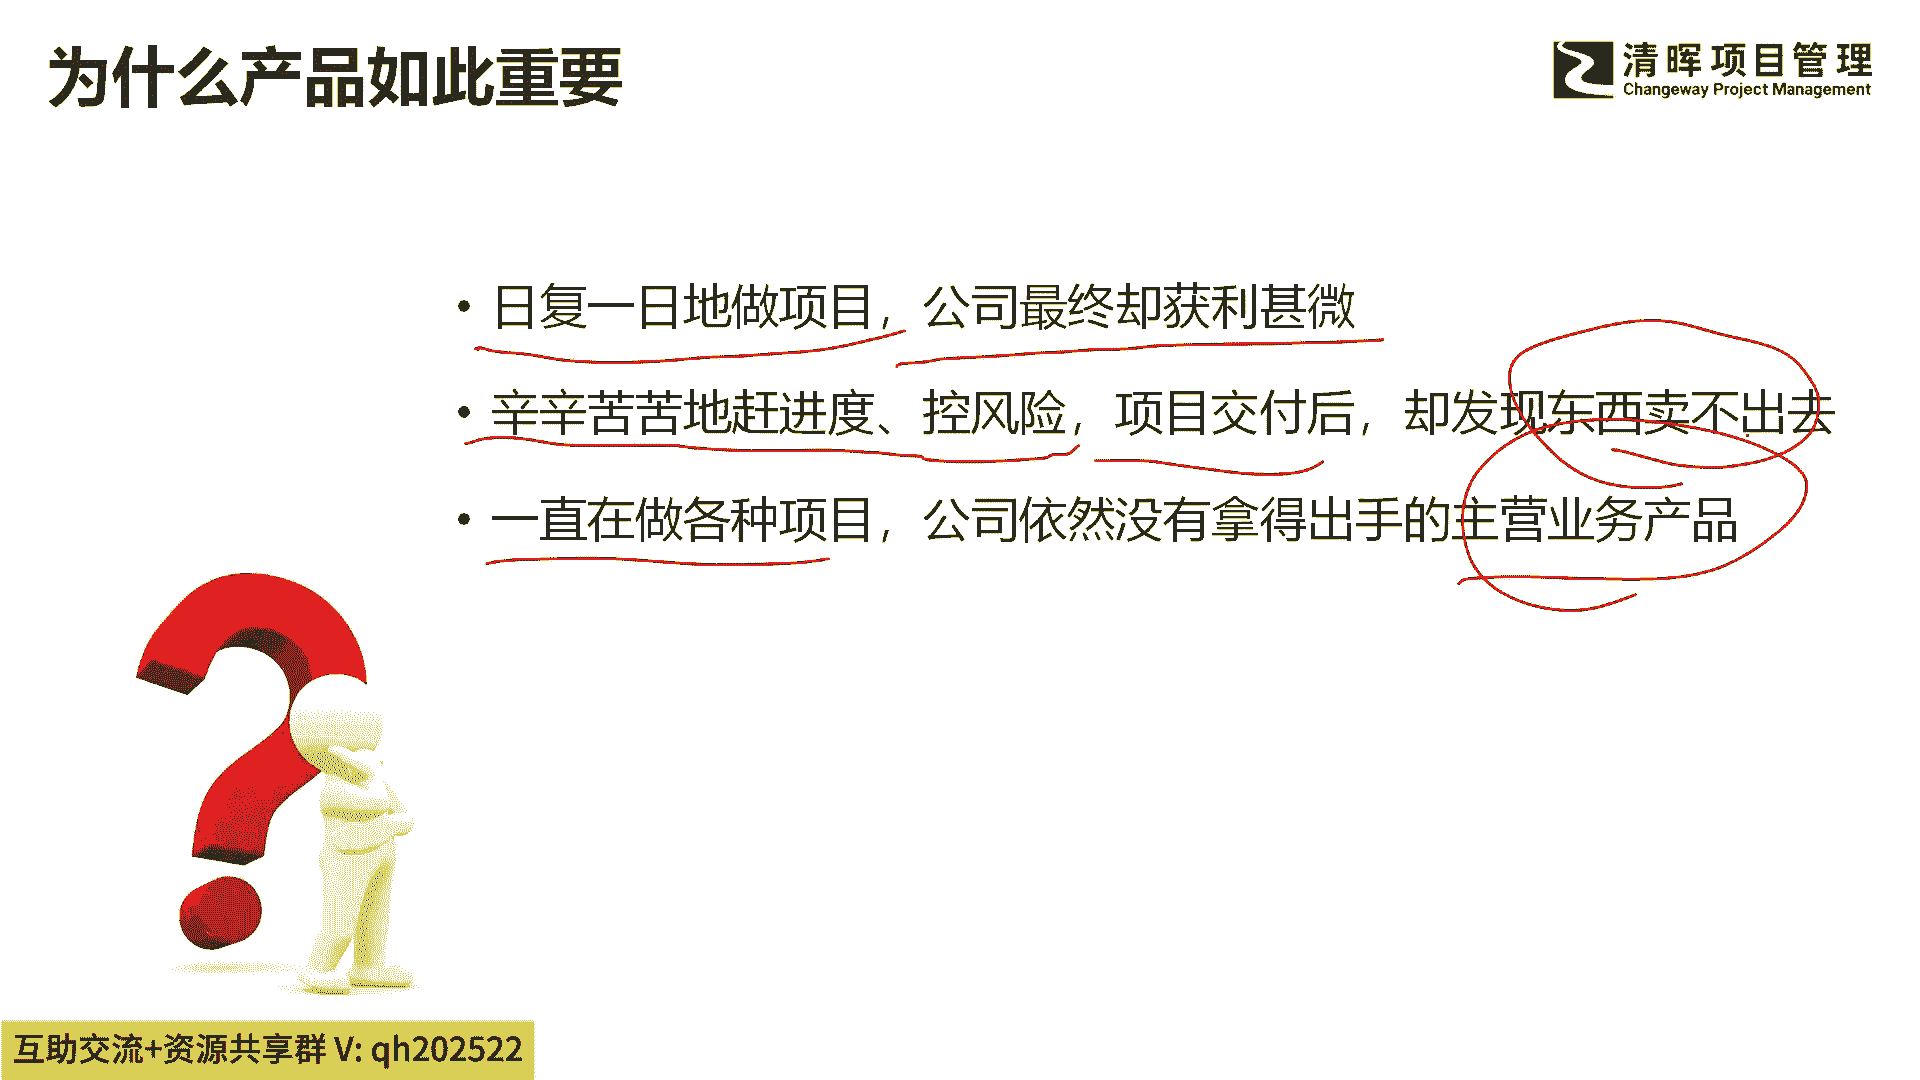 为什么产品如此重要
清晖项目管理
Changeway Project Management
• 日复一日地做项目，公司最终却获利甚微
• 辛辛苦苦地赶进度、控风险，项目交付后，却发现东西卖不出去
• 一直在做各种项目，公司依然没有拿得出手的主营业务产品
互助交流+资源共享群 V: qh202522